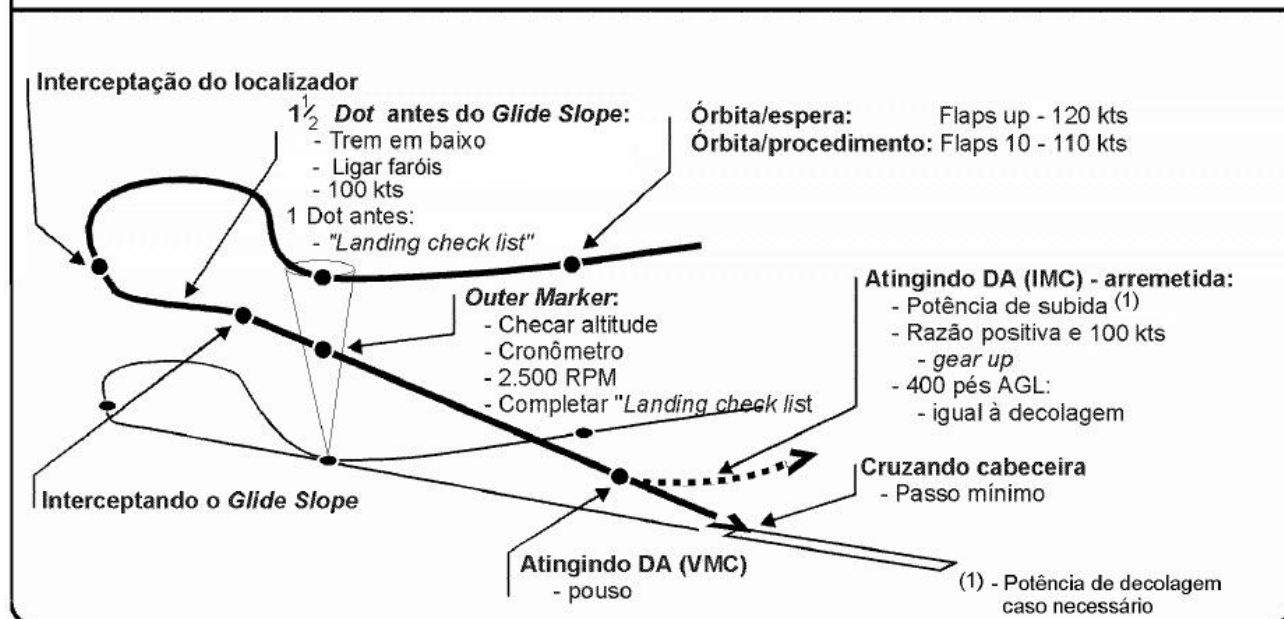 Interceptação do localizador
1 1/2 Dot antes do Glide Slope:
- Trem em baixo
- Ligar faróis
- 100 kts
1 Dot antes:
- "Landing check list"
Órbita/espera: Flaps up - 120 kts
Órbita/procedimento: Flaps 10 - 110 kts
Outer Marker:
- Checar altitude
- Cronômetro
- 2.500 RPM
- Completar "Landing check list
Atingindo DA (IMC) - arremetida:
- Potência de subida (1)
- Razão positiva e 100 kts
- gear up
- 400 pés AGL:
- igual à decolagem
Interceptando o Glide Slope
Cruzando cabeceira
- Passo mínimo
Atingindo DA (VMC)
- pouso
(1) - Potência de decolagem
caso necessário